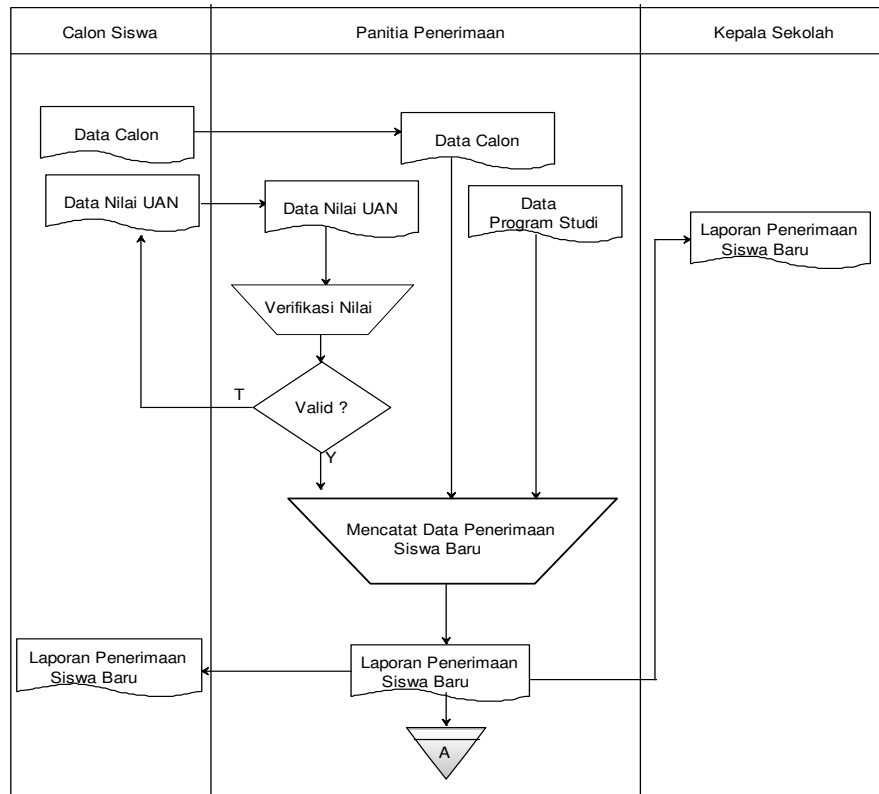 Calon Siswa
Panitia Penerimaan
Kepala Sekolah
Data Calon
Data Calon
Data Nilai UAN
Data Nilai UAN
Data
Program Studi
Laporan Penerimaan
Siswa Baru
Verifikasi Nilai
Valid ?
T
Y
Mencatat Data Penerimaan
Siswa Baru
Laporan Penerimaan
Siswa Baru
Laporan Penerimaan
Siswa Baru
A